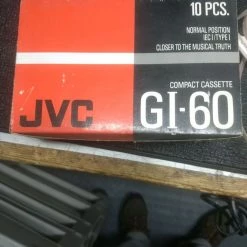 10 PCS.
NORMAL POSITION
IEC I / TYPE I
CLOSER TO THE MUSICAL TRUTH
COMPACT CASSETTE
JVC GI-60